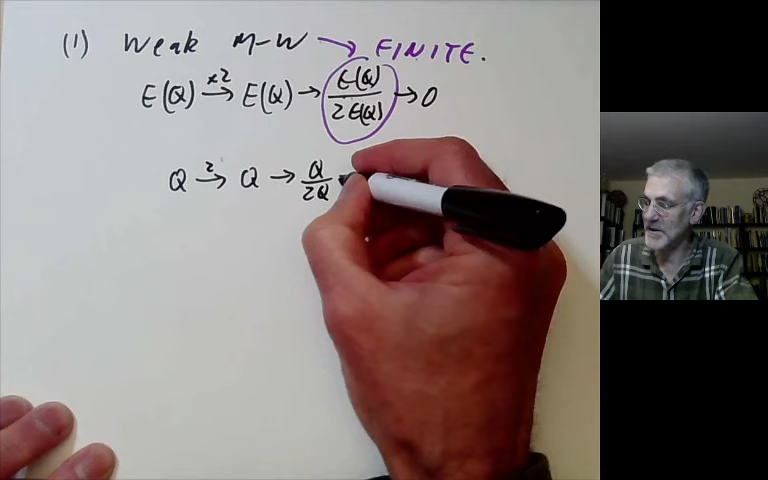 (1) Weak M-W → FINITE.
E(Q) ×2→ E(Q) → E(Q)/2E(Q) → 0
Q 2→ Q → Q/2Q